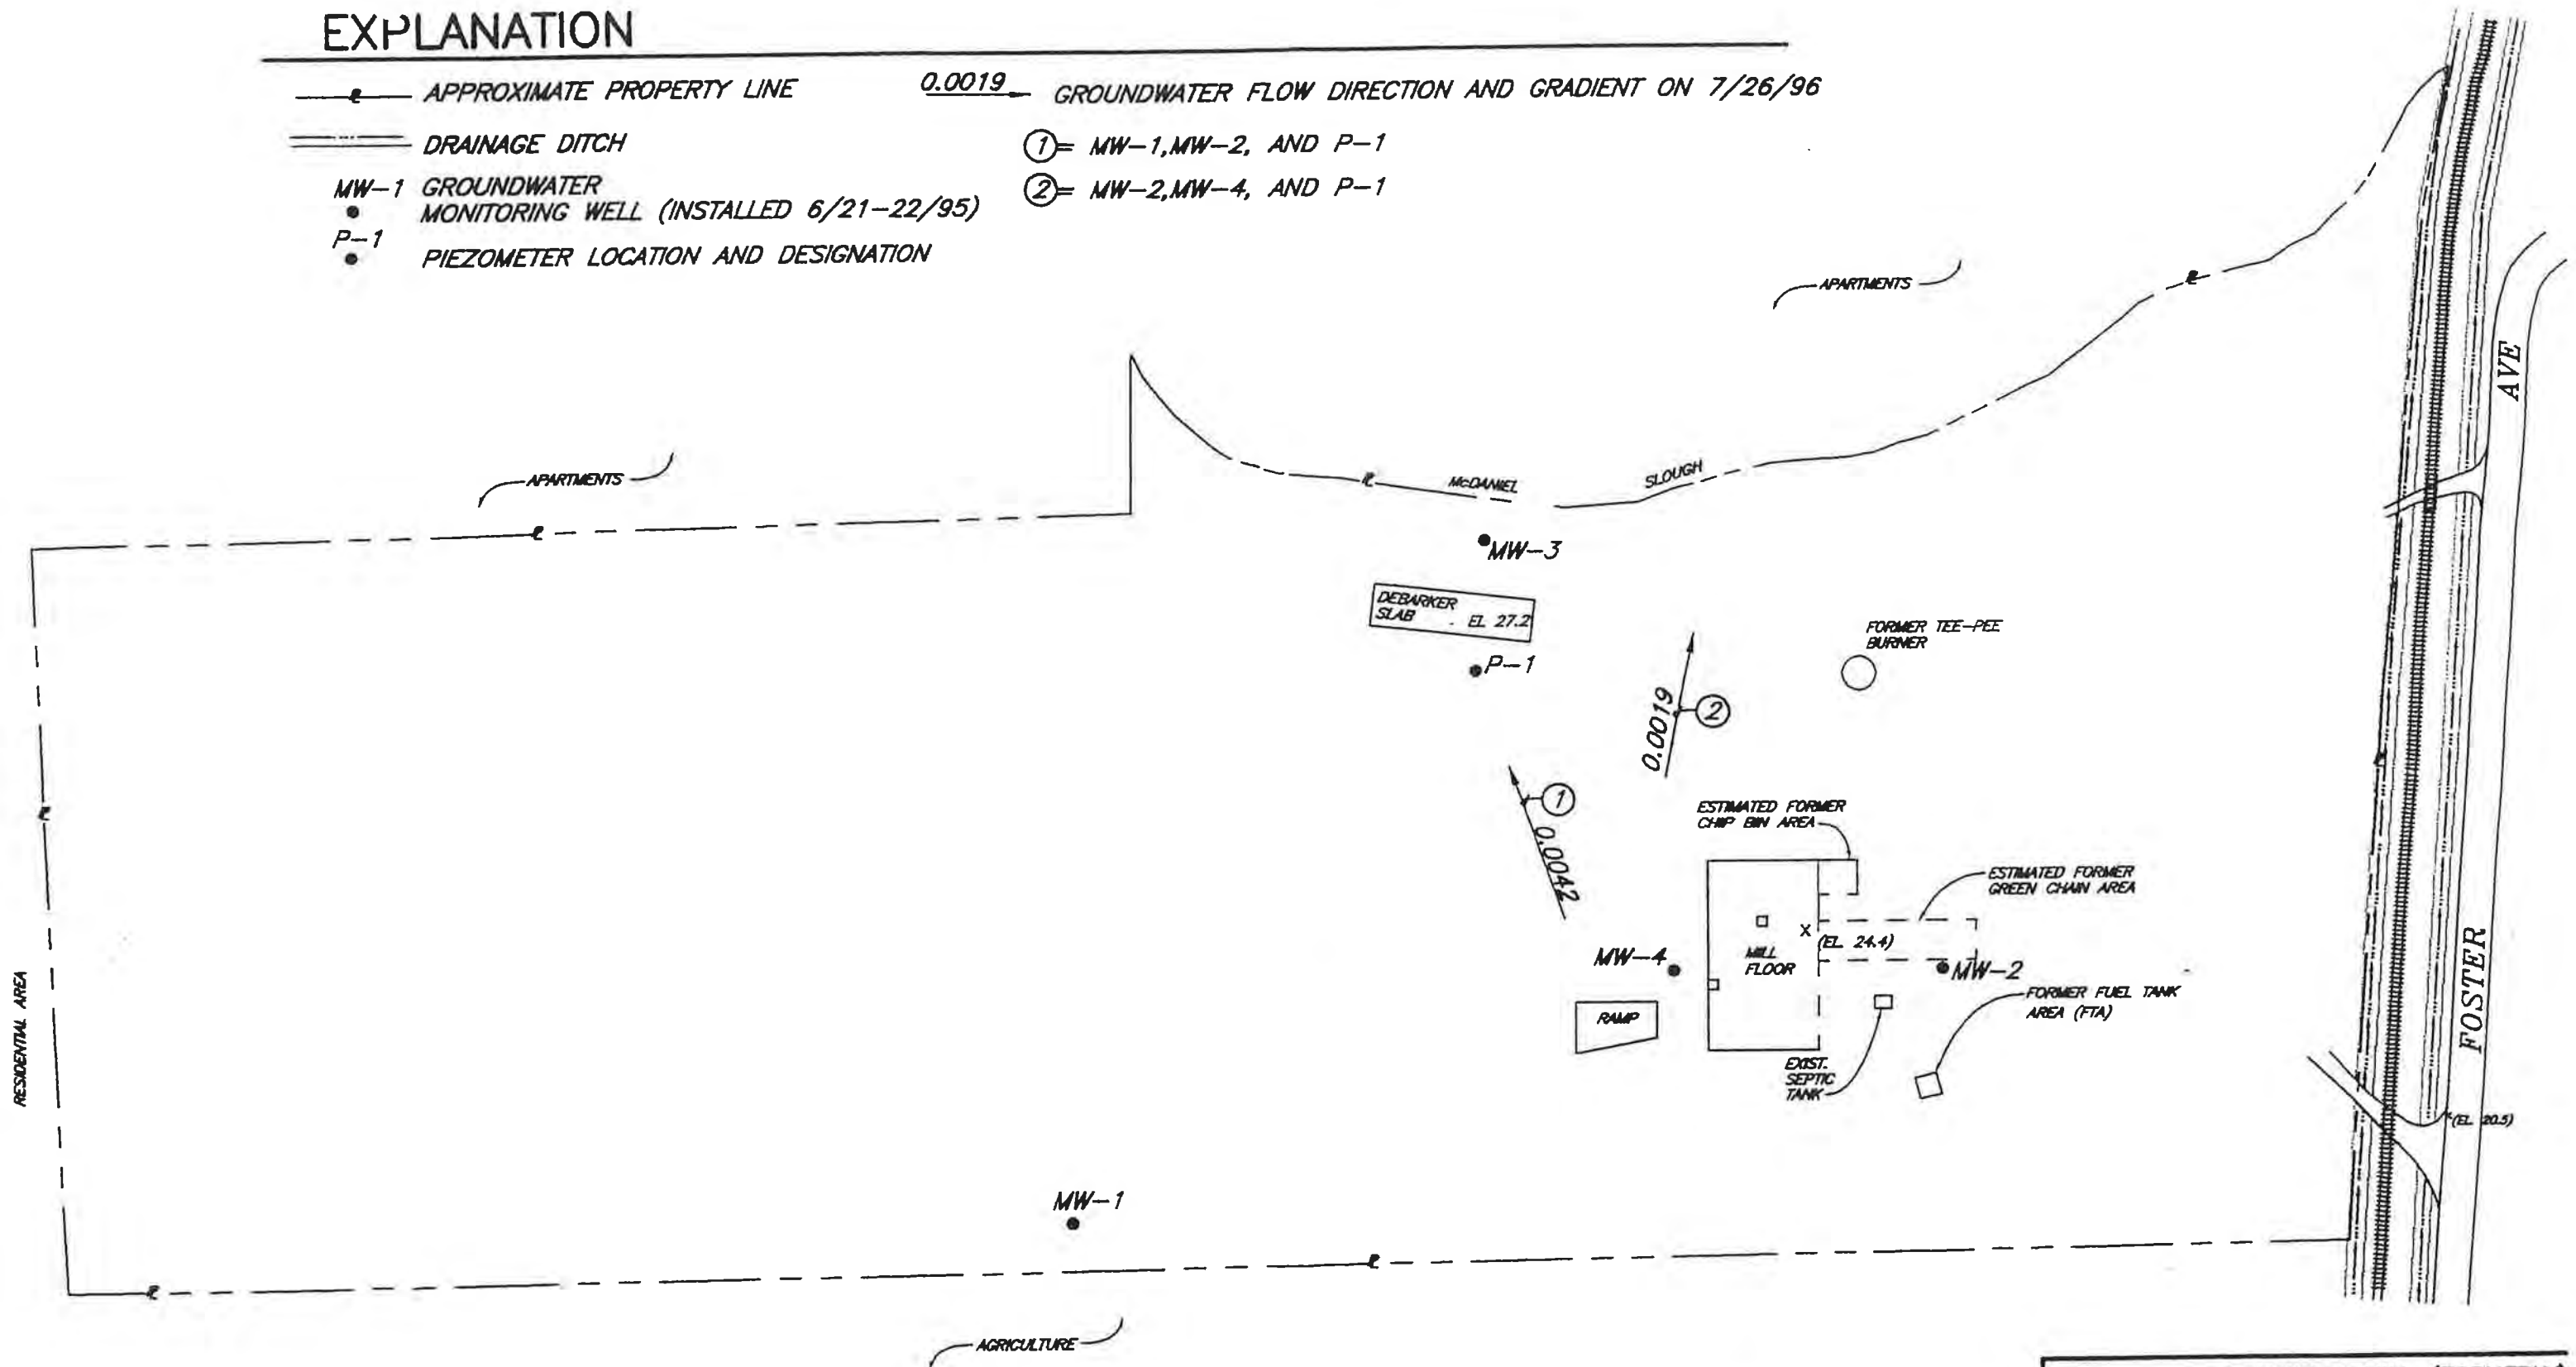 EXPLANATION
APPROXIMATE PROPERTY LINE
DRAINAGE DITCH
MW-1 GROUNDWATER
MONITORING WELL (INSTALLED 6/21-22/95)
P-1
PIEZOMETER LOCATION AND DESIGNATION
0.0019 GROUNDWATER FLOW DIRECTION AND GRADIENT ON 7/26/96
1 = MW-1,MW-2, AND P-1
2 = MW-2,MW-4, AND P-1
APARTMENTS
APARTMENTS
McDANIEL
SLOUGH
MW-3
DEBARKER
SLAB EL 27.2
P-1
0.0019
2
1
0.0042
FORMER TEE-PEE
BURNER
ESTIMATED FORMER
CHIP BIN AREA
ESTIMATED FORMER
GREEN CHAIN AREA
X
(EL. 24.4)
MILL
FLOOR
MW-4
MW-2
RAMP
FORMER FUEL TANK
AREA (FTA)
EXIST.
SEPTIC
TANK
FOSTER AVE
(EL 20.5)
RESIDENTIAL AREA
MW-1
AGRICULTURE